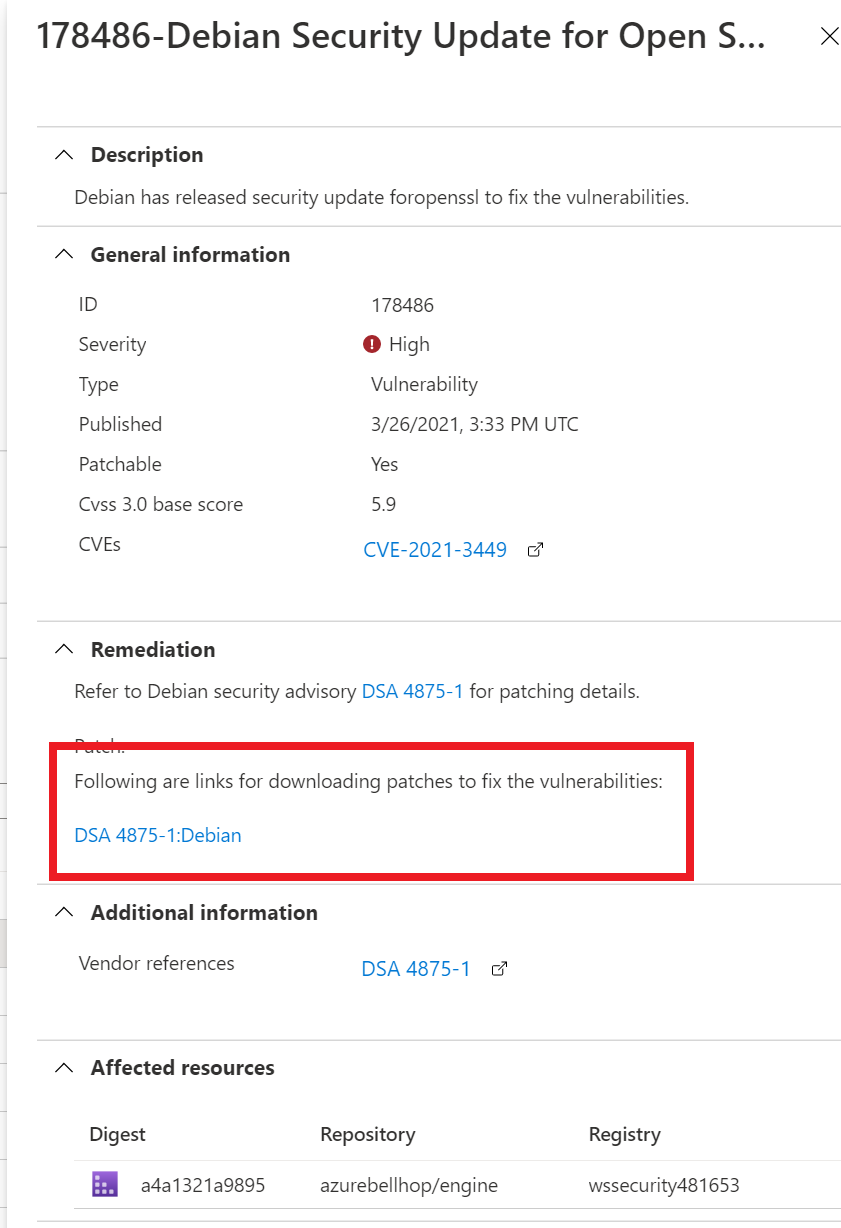 178486-Debian Security Update for Open S...
Description
Debian has released security update foropenssl to fix the vulnerabilities.
General information
ID 178486
Severity High
Type Vulnerability
Published 3/26/2021, 3:33 PM UTC
Patchable Yes
Cvss 3.0 base score 5.9
CVEs CVE-2021-3449
Remediation
Refer to Debian security advisory DSA 4875-1 for patching details.
Patch:
Following are links for downloading patches to fix the vulnerabilities:
DSA 4875-1:Debian
Additional information
Vendor references DSA 4875-1
Affected resources
Digest Repository Registry
a4a1321a9895 azurebellhop/engine wssecurity481653